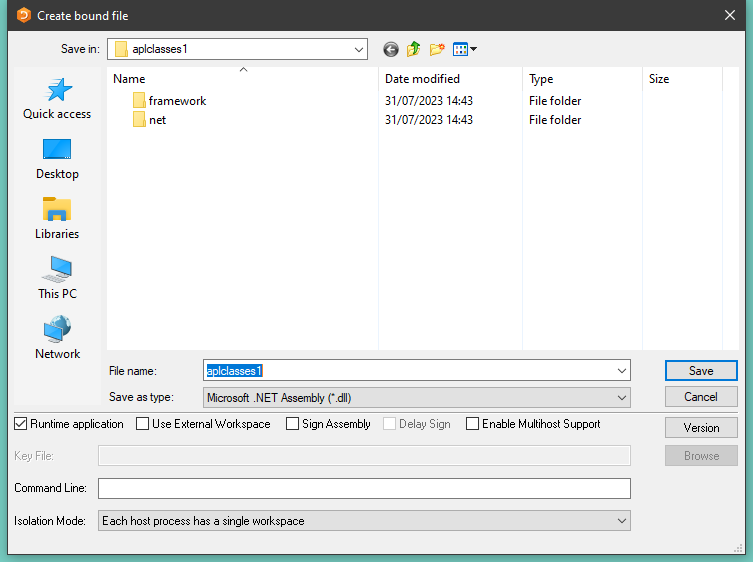 Create bound file
Save in: aplclasses1
Name Date modified Type Size
framework 31/07/2023 14:43 File folder
net 31/07/2023 14:43 File folder
Quick access
Desktop
Libraries
This PC
Network
File name: aplclasses1 Save
Save as type: Microsoft .NET Assembly (*.dll) Cancel
Runtime application Use External Workspace Sign Assembly Delay Sign Enable Multihost Support Version
Key File: Browse
Command Line:
Isolation Mode: Each host process has a single workspace